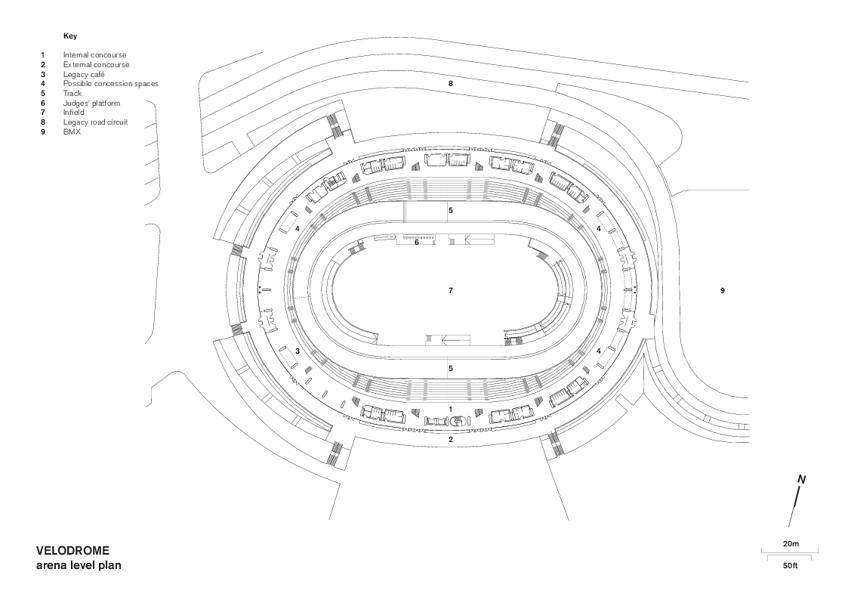 Key
1 Internal concourse
2 External concourse
3 Legacy café
4 Possible concession spaces
5 Track
6 Judges' platform
7 Infield
8 Legacy road circuit
9 BMX
8
5
4
4
6
7
9
3
4
5
1
2
N
VELODROME
arena level plan
20m
50ft